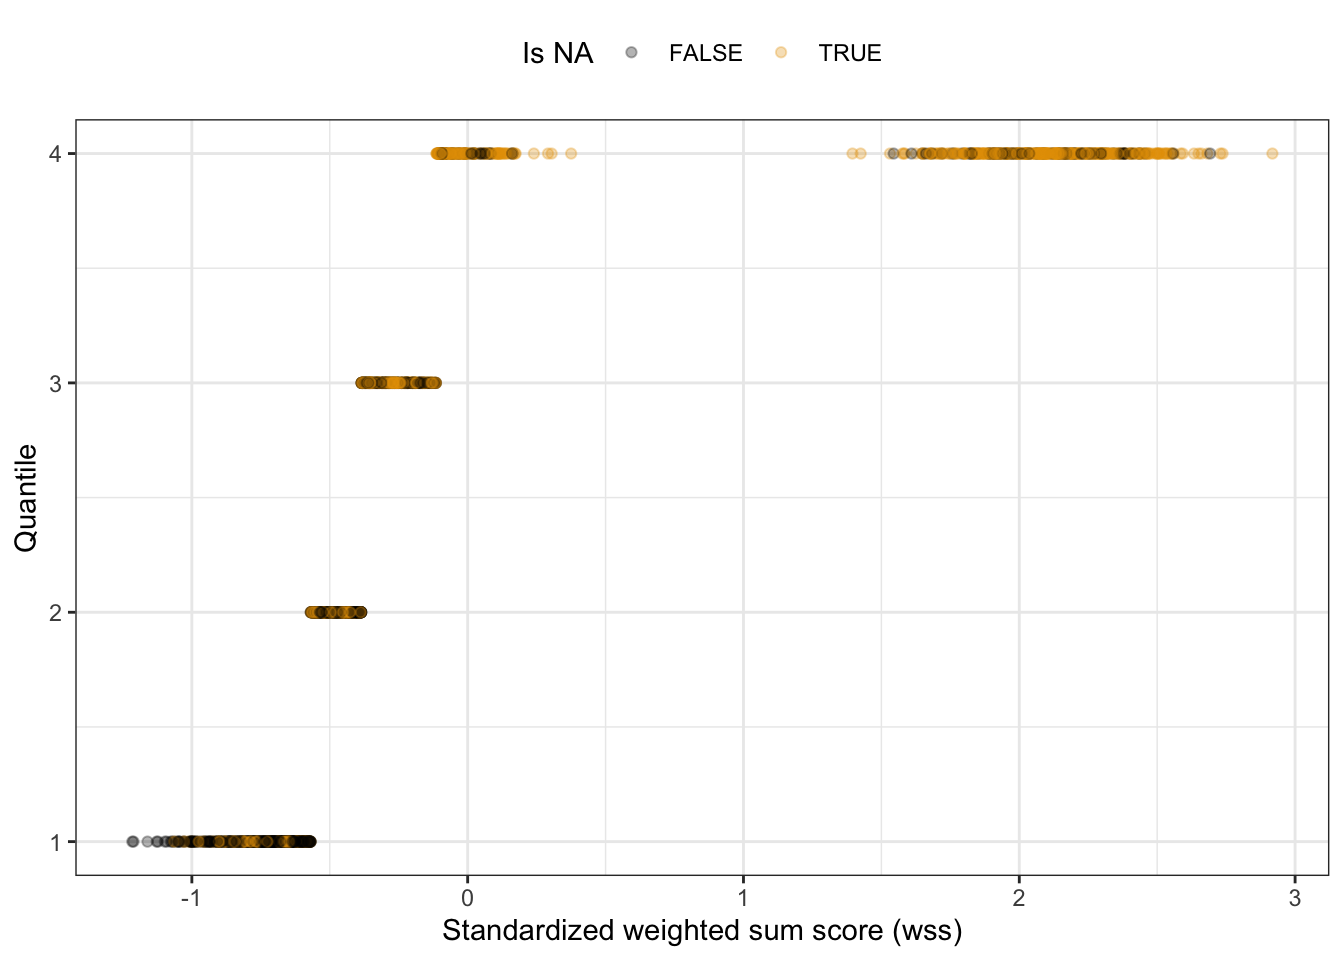 Is NA FALSE TRUE
4
3
2
1
Quantile
-1 0 1 2 3
Standardized weighted sum score (wss)